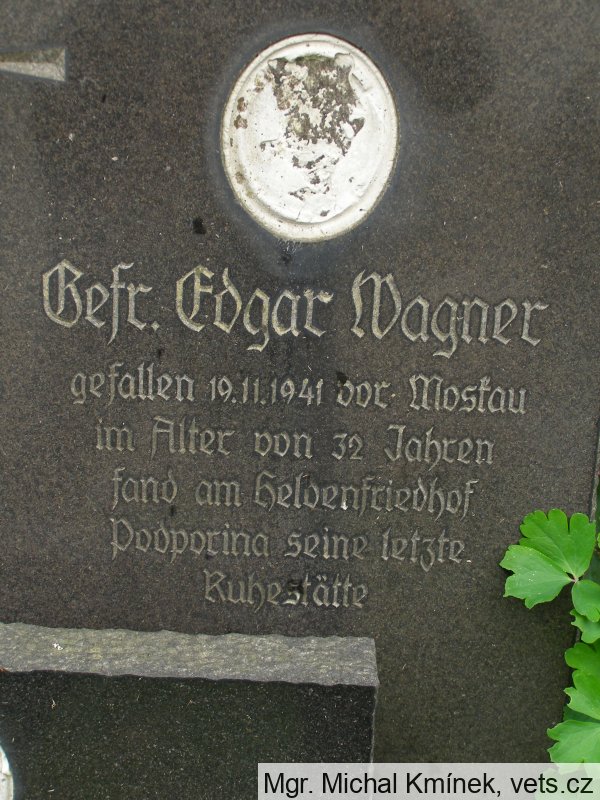 Gefr. Edgar Wagner
gefallen 19.11.1941 vor Moskau
im Alter von 32 Jahren
fand am Heldenfriedhof
Podporina seine letzte
Ruhestätte
Mgr. Michal Kmínek, vets.cz